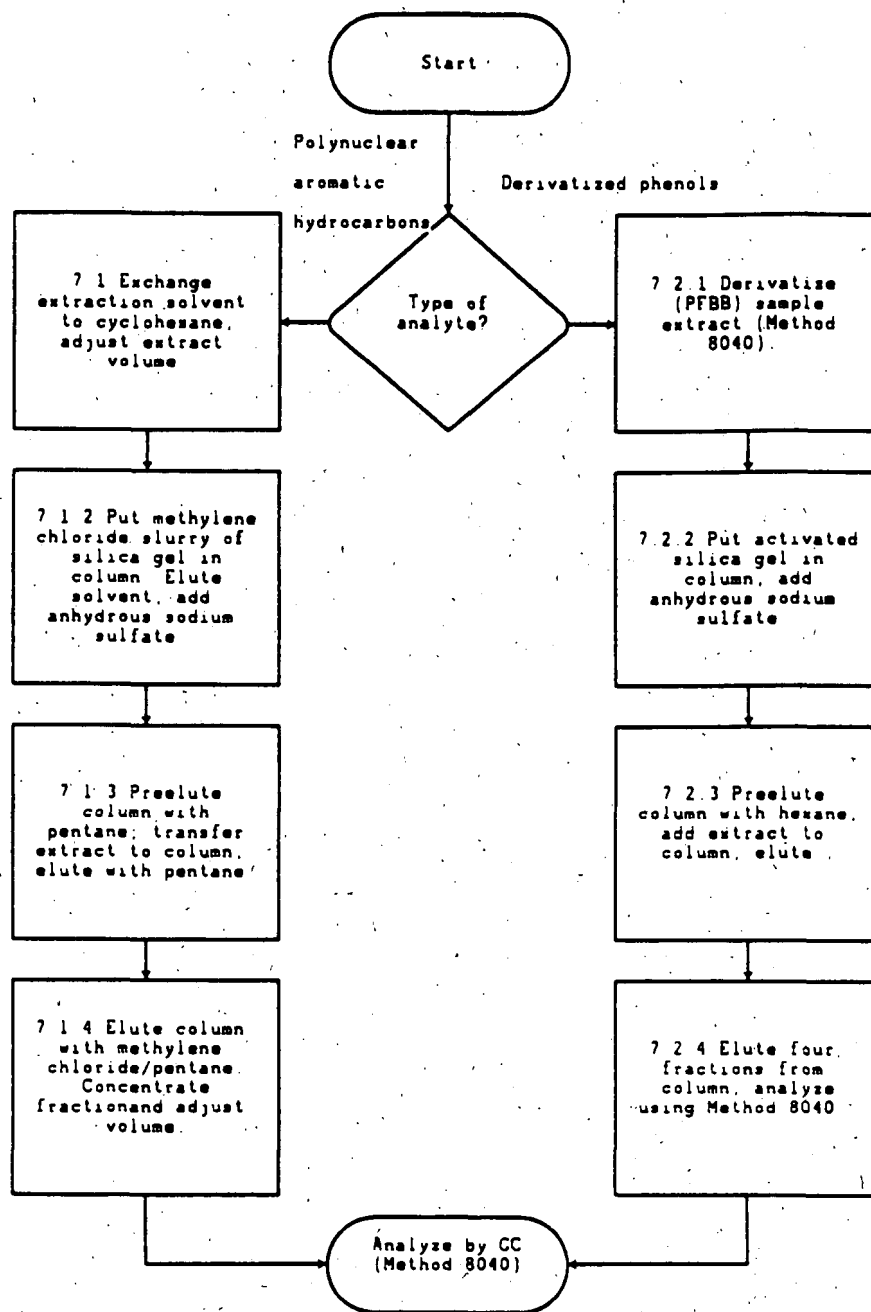 Start
Polynuclear
aromatic
hydrocarbons
Derivatized phenols
Type of
analyte?
7 1 Exchange
extraction solvent
to cyclohexane,
adjust extract
volume
7 1 2 Put methylene
chloride slurry of
silica gel in
column Elute
solvent, add
anhydrous sodium
sulfate
7 1 3 Preelute
column with
pentane; transfer
extract to column,
elute with pentane
7 1 4 Elute column
with methylene
chloride/pentane.
Concentrate
fractionand adjust
volume.
7 2.1 Derivatize
(PFBB) sample
extract (Method
8040).
7.2.2 Put activated
silica gel in
column, add
anhydrous sodium
sulfate
7 2.3 Preelute
column with hexane,
add extract to
column, elute
7 2 4 Elute four
fractions from
column, analyze
using Method 8040
Analyze by GC
(Method 8040)